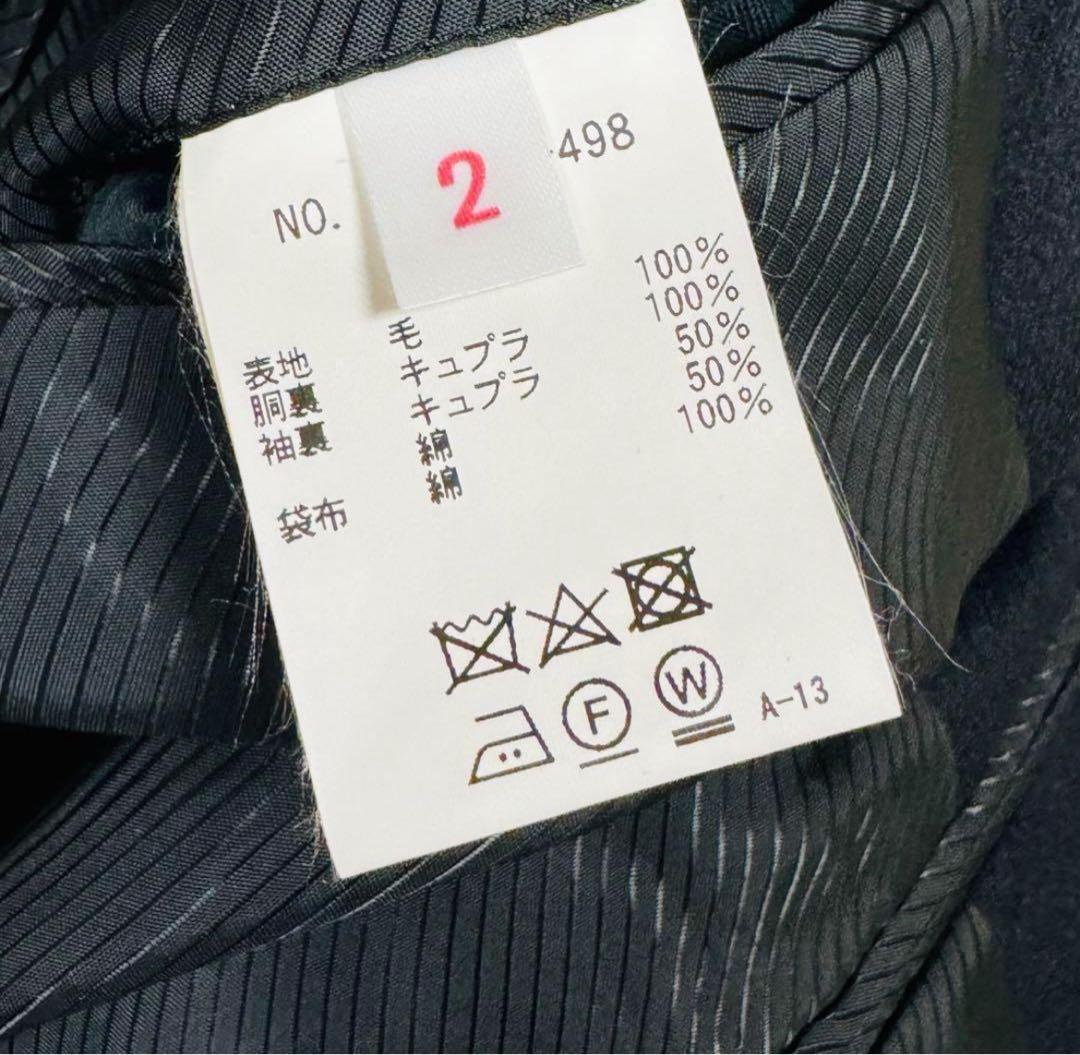 NO. 2 -498
表地 毛 100%
胴裏 キュプラ 100%
袖裏 キュプラ 50%
綿 50%
袋布 綿 100%
F W A-13